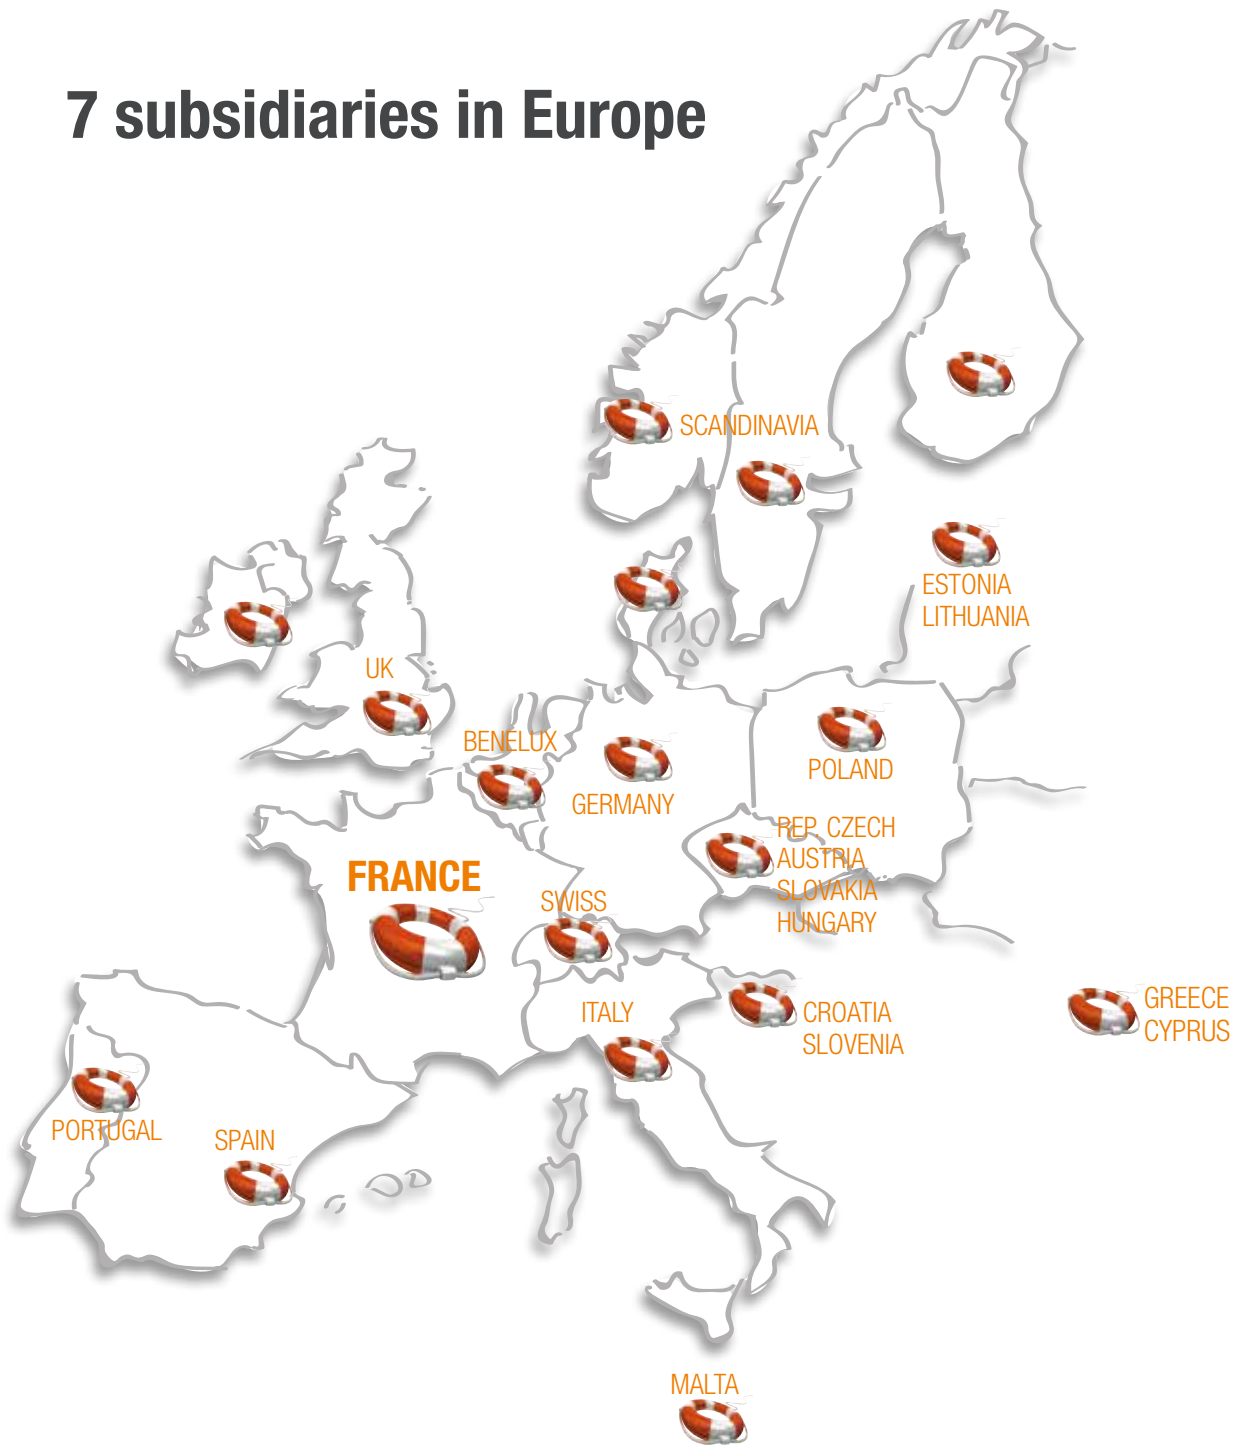 7 subsidiaries in Europe
SCANDINAVIA
ESTONIA
LITHUANIA
UK
BENELUX
POLAND
GERMANY
REP. CZECH
AUSTRIA
SLOVAKIA
HUNGARY
FRANCE
SWISS
GREECE
CYPRUS
ITALY
CROATIA
SLOVENIA
PORTUGAL
SPAIN
MALTA